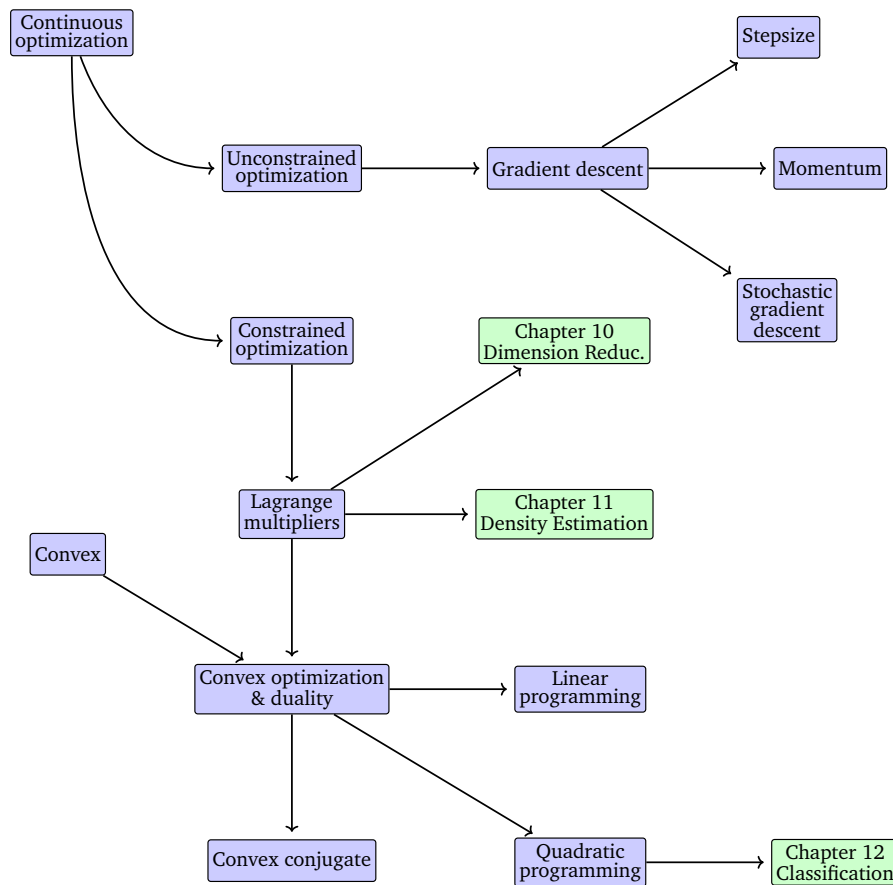 Continuous
optimization
Stepsize
Unconstrained
optimization
Gradient descent
Momentum
Stochastic
gradient
descent
Constrained
optimization
Chapter 10
Dimension Reduc.
Lagrange
multipliers
Chapter 11
Density Estimation
Convex
Convex optimization
& duality
Linear
programming
Convex conjugate
Quadratic
programming
Chapter 12
Classification